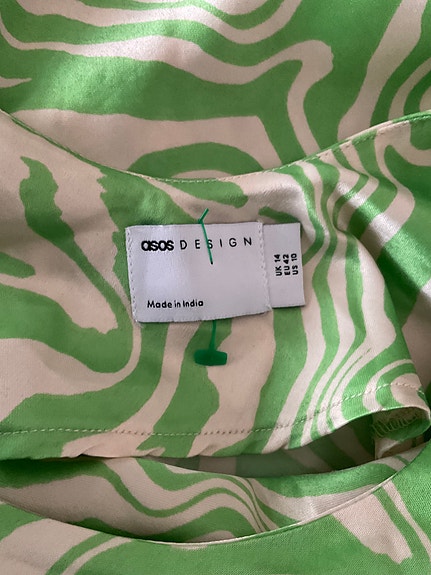 asos DESIGN
Made in India
UK 14
EU 42
US 10